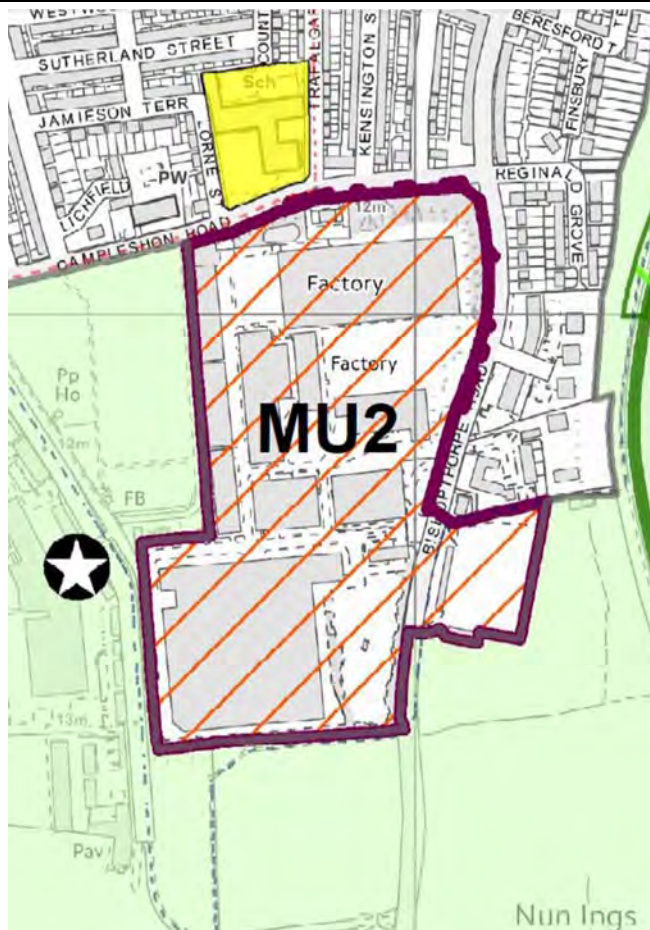 SUTHERLAND STREET
COURT
TRAFALGAR
KENSINGTON S
BERESFORD T
FINSBURY
Sch
JAMIESON TERR
LORNE S
PW
LICHFIELD
REGINALD GROVE
CAMPLESHON ROAD
12m
Factory
Factory
Pp
Ho
12m
MU2
FB
BISHOPTHORPE ROAD
13m
Pav
Nun Ings